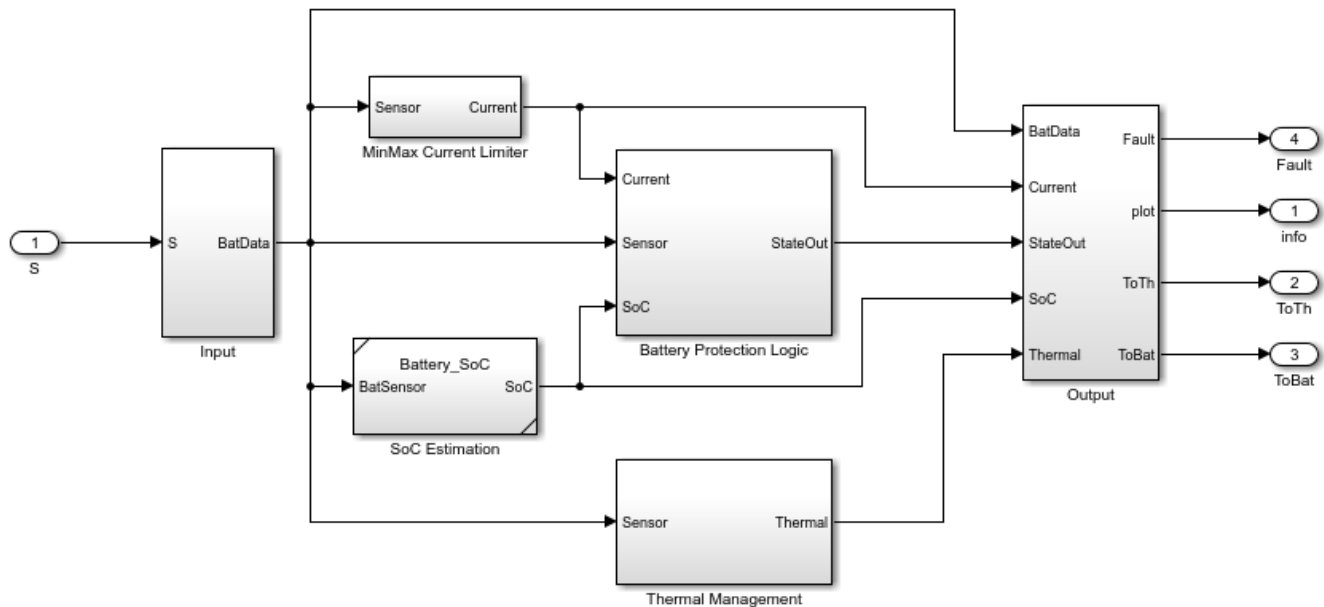 1
S
S
BatData
Input
Sensor
Current
MinMax Current Limiter
Current
Sensor
SoC
StateOut
Battery Protection Logic
Battery_SoC
BatSensor
SoC
SoC Estimation
Sensor
Thermal
Thermal Management
BatData
Current
StateOut
SoC
Thermal
Fault
plot
ToTh
ToBat
Output
4
Fault
1
info
2
ToTh
3
ToBat